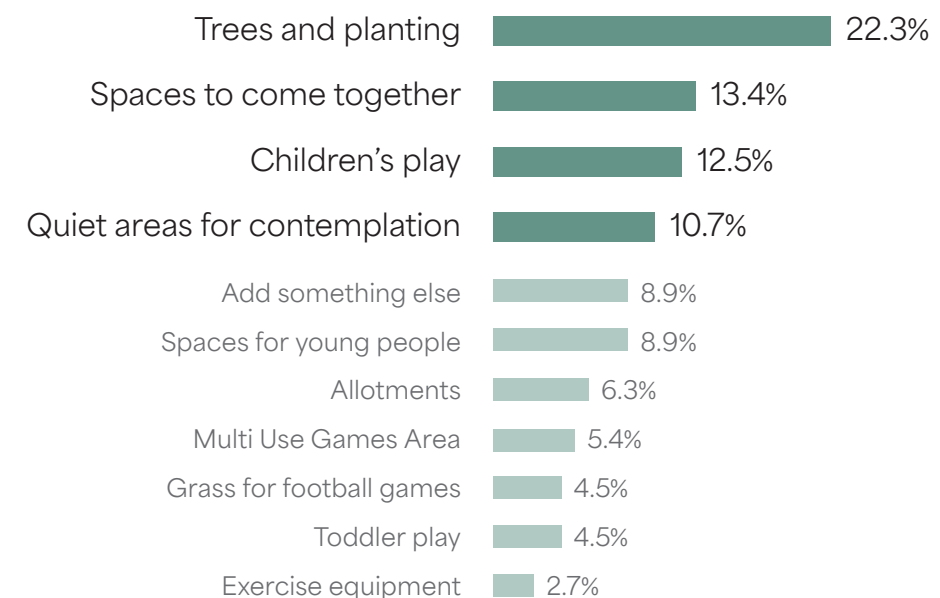 Trees and planting 22.3%
Spaces to come together 13.4%
Children’s play 12.5%
Quiet areas for contemplation 10.7%
Add something else 8.9%
Spaces for young people 8.9%
Allotments 6.3%
Multi Use Games Area 5.4%
Grass for football games 4.5%
Toddler play 4.5%
Exercise equipment 2.7%